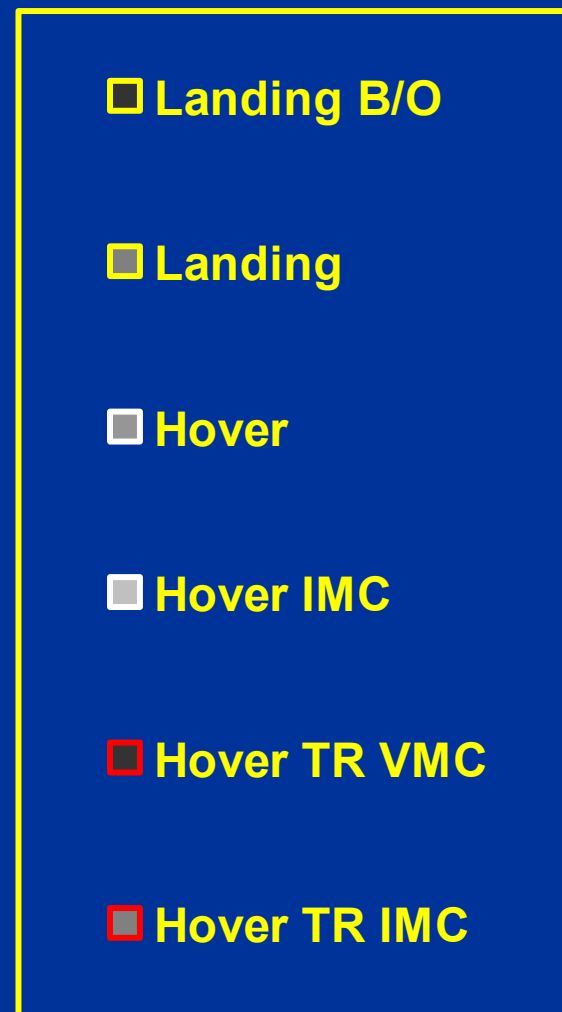 Landing B/O
Landing
Hover
Hover IMC
Hover TR VMC
Hover TR IMC